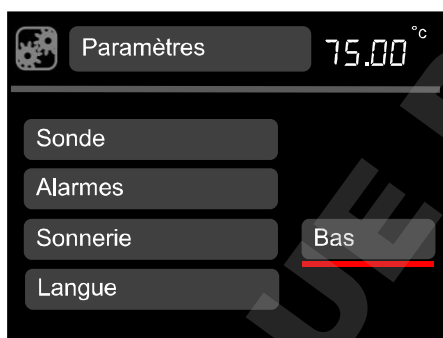 Paramètres 75.00 °c
Sonde
Alarmes
Sonnerie Bas
Langue